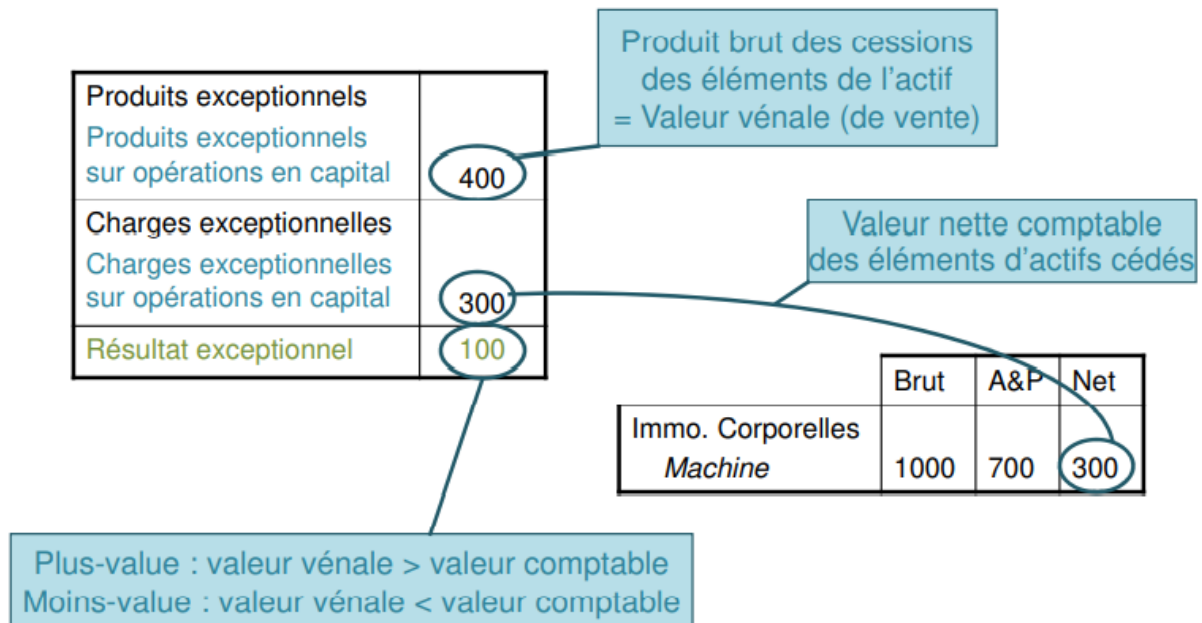 Produit brut des cessions
des éléments de l'actif
= Valeur vénale (de vente)
Produits exceptionnels
Produits exceptionnels
sur opérations en capital 400
Charges exceptionnelles
Charges exceptionnelles
sur opérations en capital 300
Résultat exceptionnel 100
Valeur nette comptable
des éléments d'actifs cédés
Brut A&P Net
Immo. Corporelles
Machine 1000 700 300
Plus-value : valeur vénale > valeur comptable
Moins-value : valeur vénale < valeur comptable